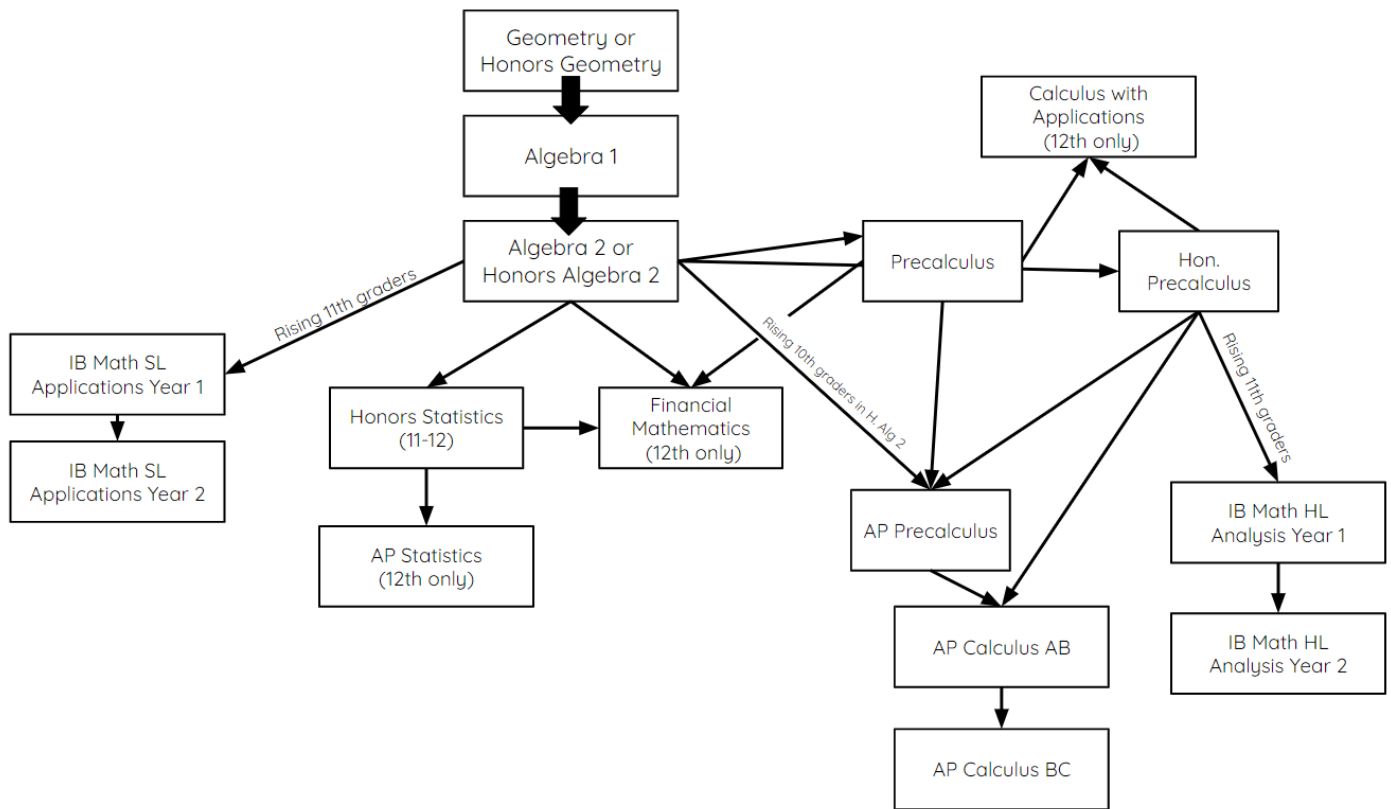 Geometry or
Honors Geometry
Calculus with
Applications
(12th only)
Algebra 1
Algebra 2 or
Honors Algebra 2
Precalculus
Hon.
Precalculus
Rising 11th graders
Rising 10th graders in H. Alg 2
Rising 11th graders
IB Math SL
Applications Year 1
Honors Statistics
(11-12)
Financial
Mathematics
(12th only)
IB Math SL
Applications Year 2
AP Precalculus
IB Math HL
Analysis Year 1
AP Statistics
(12th only)
AP Calculus AB
IB Math HL
Analysis Year 2
AP Calculus BC